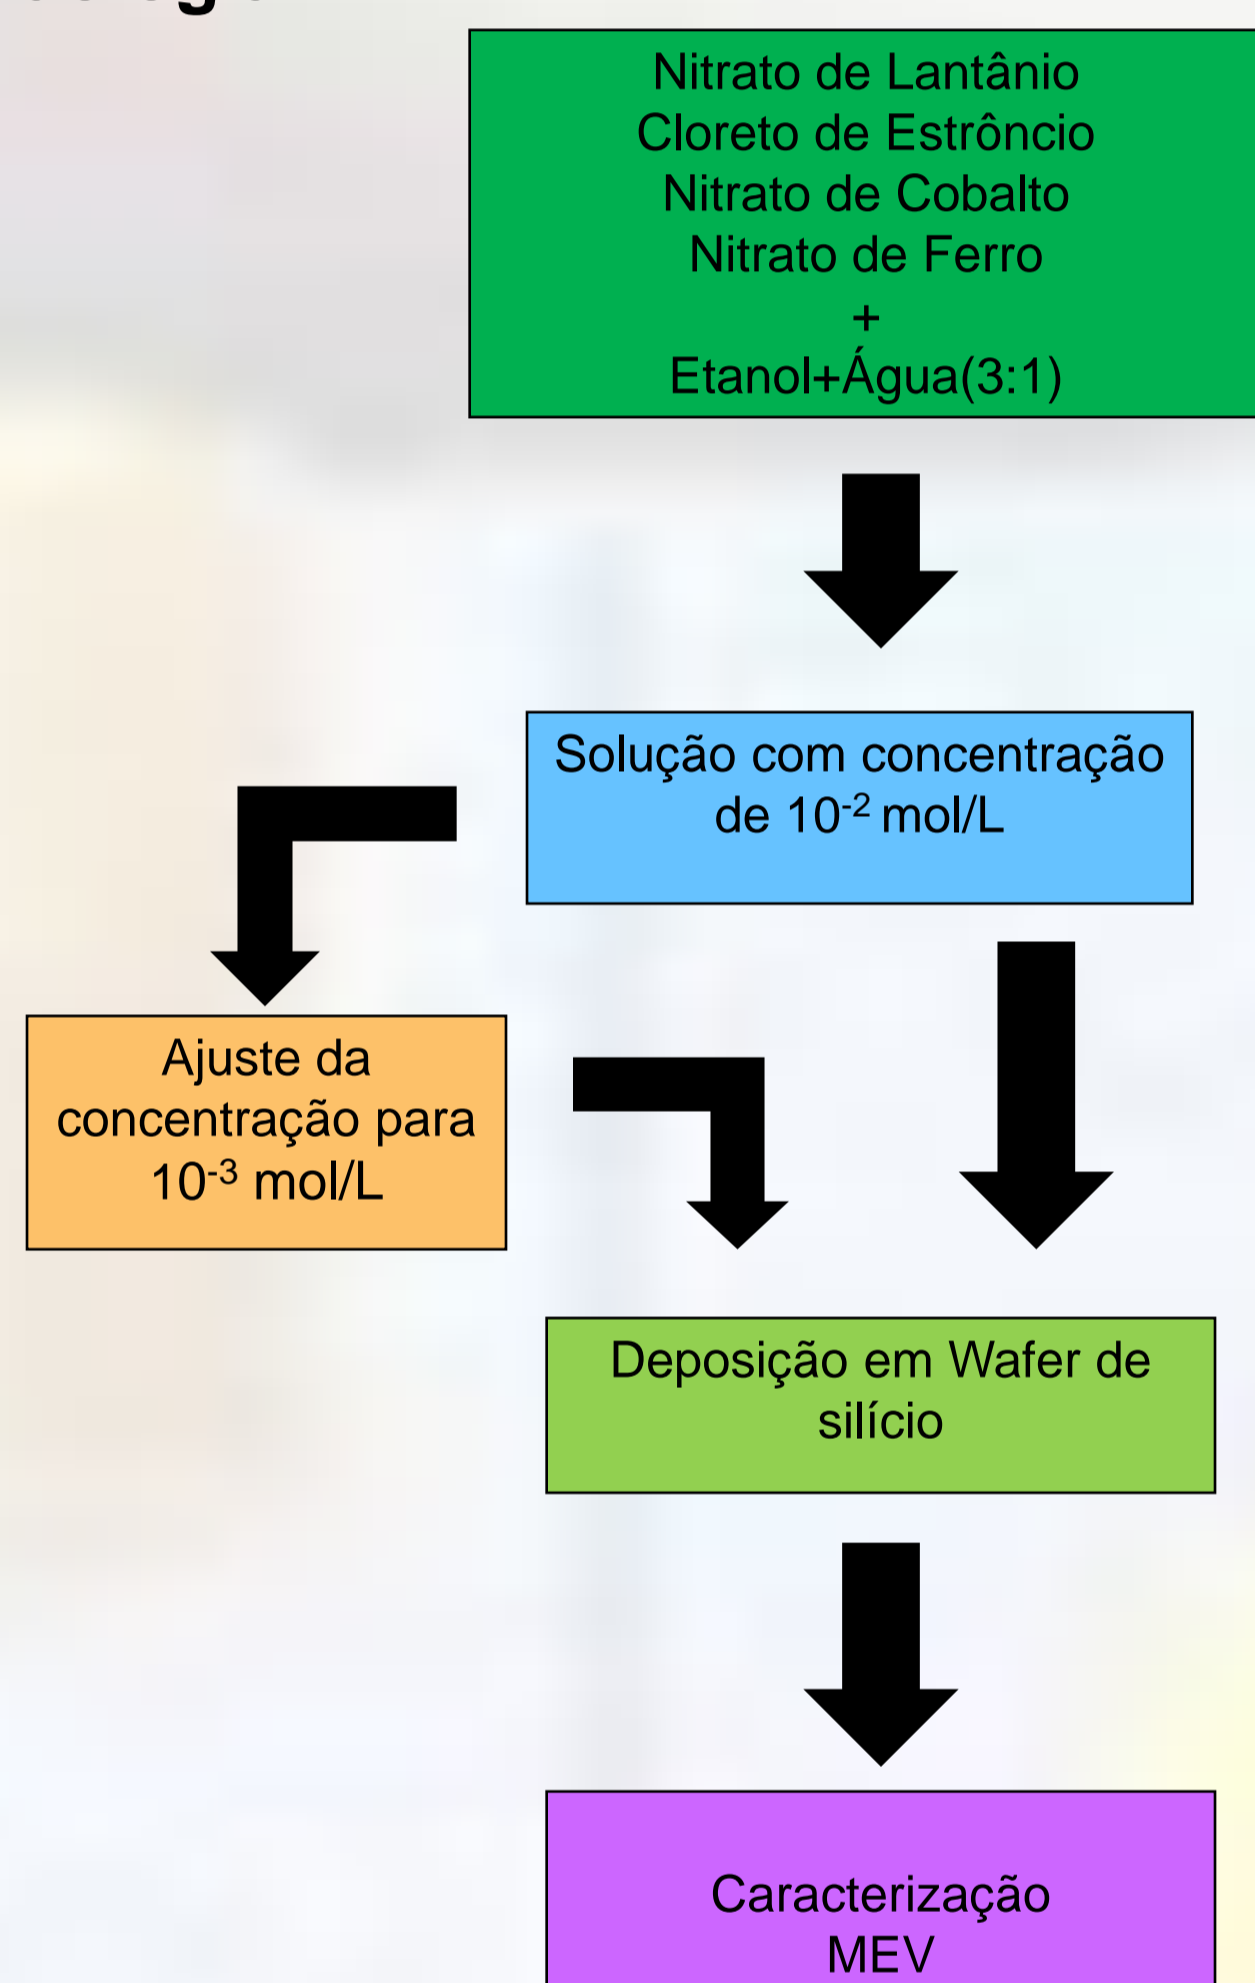 Nitrato de Lantânio
Cloreto de Estrôncio
Nitrato de Cobalto
Nitrato de Ferro
+
Etanol+Água(3:1)
Solução com concentração
de 10⁻² mol/L
Ajuste da
concentração para
10⁻³ mol/L
Deposição em Wafer de
silício
Caracterização
MEV